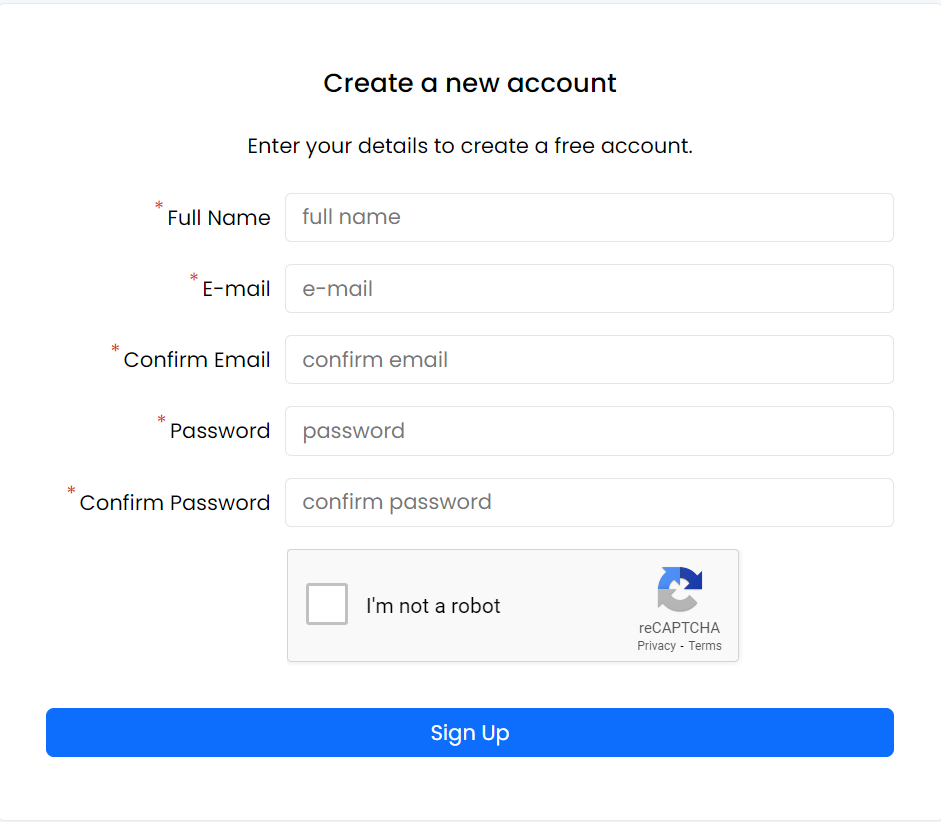 Create a new account
Enter your details to create a free account.
* Full Name full name
* E-mail e-mail
* Confirm Email confirm email
* Password password
* Confirm Password confirm password
I'm not a robot
reCAPTCHA
Privacy - Terms
Sign Up